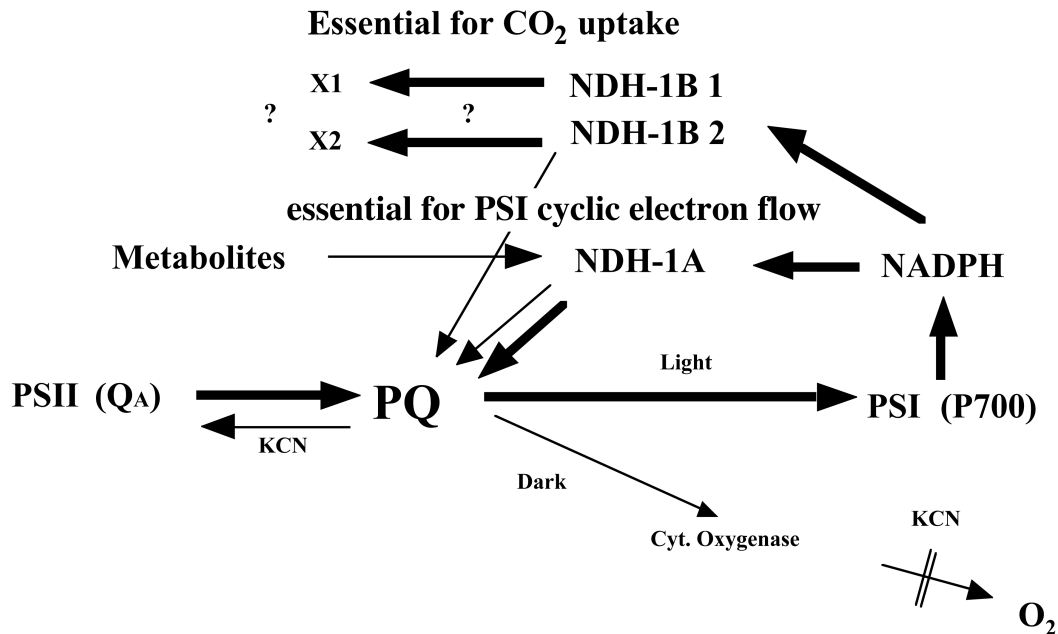 Essential for CO2 uptake
X1 NDH-1B 1
? ?
X2 NDH-1B 2
essential for PSI cyclic electron flow
Metabolites NDH-1A NADPH
Light
PSII (QA) PQ PSI (P700)
KCN
Dark
KCN
Cyt. Oxygenase
O2